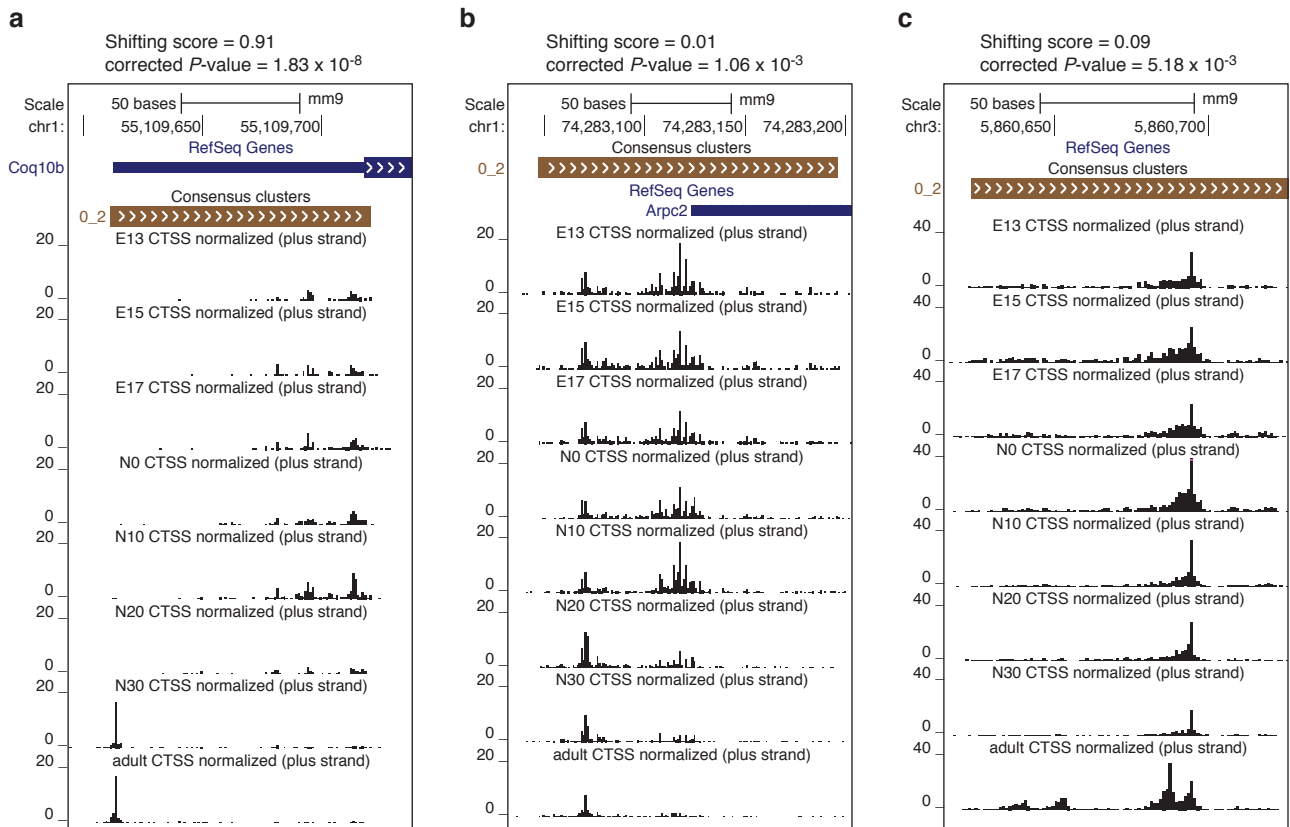 a
Shifting score = 0.91
corrected P-value = 1.83 x 10-8
Scale
50 bases
mm9
chr1:
55,109,650
55,109,700
RefSeq Genes
Coq10b
Consensus clusters
0_2
20
E13 CTSS normalized (plus strand)
0
20
E15 CTSS normalized (plus strand)
0
20
E17 CTSS normalized (plus strand)
0
20
N0 CTSS normalized (plus strand)
0
20
N10 CTSS normalized (plus strand)
0
20
N20 CTSS normalized (plus strand)
0
20
N30 CTSS normalized (plus strand)
0
20
adult CTSS normalized (plus strand)
0
b
Shifting score = 0.01
corrected P-value = 1.06 x 10-3
Scale
50 bases
mm9
chr1:
74,283,100
74,283,150
74,283,200
Consensus clusters
0_2
RefSeq Genes
Arpc2
20
E13 CTSS normalized (plus strand)
0
20
E15 CTSS normalized (plus strand)
0
20
E17 CTSS normalized (plus strand)
0
20
N0 CTSS normalized (plus strand)
0
20
N10 CTSS normalized (plus strand)
0
20
N20 CTSS normalized (plus strand)
0
20
N30 CTSS normalized (plus strand)
0
20
adult CTSS normalized (plus strand)
0
c
Shifting score = 0.09
corrected P-value = 5.18 x 10-3
Scale
50 bases
mm9
chr3:
5,860,650
5,860,700
RefSeq Genes
Consensus clusters
0_2
40
E13 CTSS normalized (plus strand)
0
40
E15 CTSS normalized (plus strand)
0
40
E17 CTSS normalized (plus strand)
0
40
N0 CTSS normalized (plus strand)
0
40
N10 CTSS normalized (plus strand)
0
40
N20 CTSS normalized (plus strand)
0
40
N30 CTSS normalized (plus strand)
0
40
adult CTSS normalized (plus strand)
0